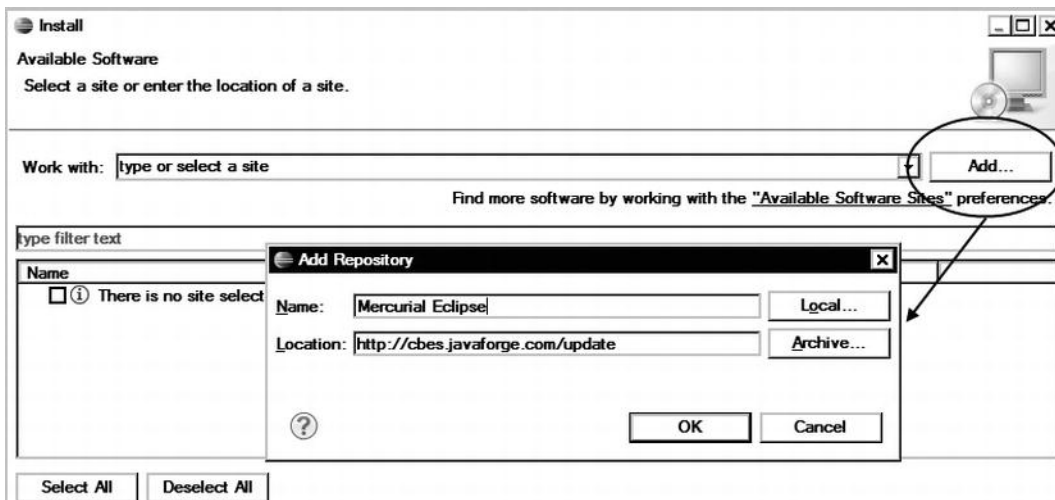 Install
Available Software
Select a site or enter the location of a site.
Work with: type or select a site Add...
Find more software by working with the "Available Software Sites" preferences.
type filter text
Name
There is no site select
Add Repository
Name: Mercurial Eclipse Local...
Location: http://cbes.javaforge.com/update Archive...
OK Cancel
Select All Deselect All